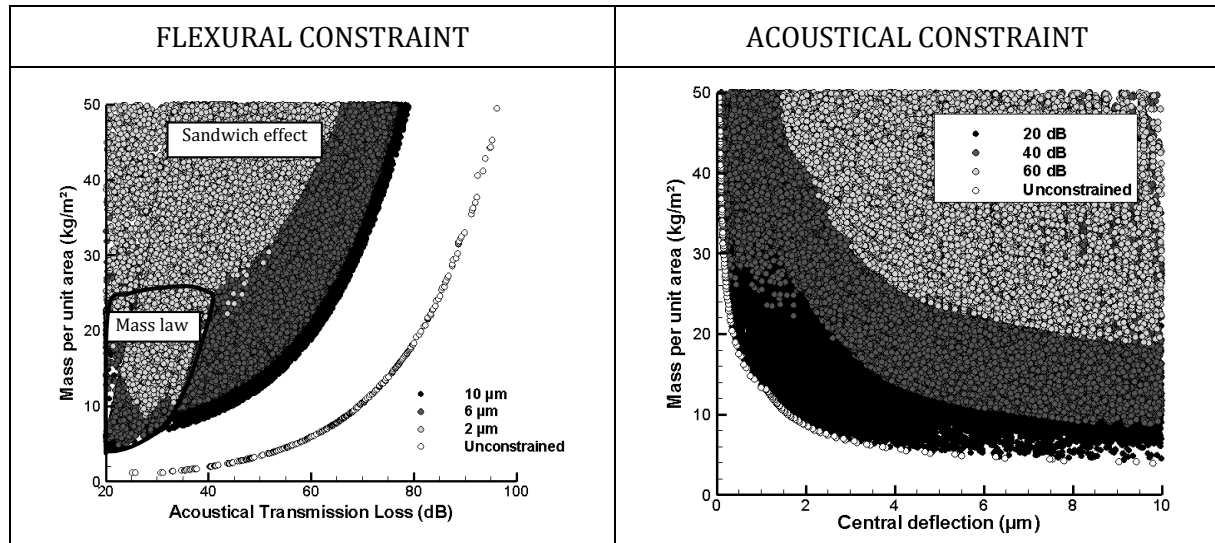 FLEXURAL CONSTRAINT
ACOUSTICAL CONSTRAINT
50
40
30
20
10
0
Mass per unit area (kg/m²)
Sandwich effect
Mass law
10 µm
6 µm
2 µm
Unconstrained
20 40 60 80 100
Acoustical Transmission Loss (dB)
50
40
30
20
10
0
Mass per unit area (kg/m²)
20 dB
40 dB
60 dB
Unconstrained
0 2 4 6 8 10
Central deflection (µm)